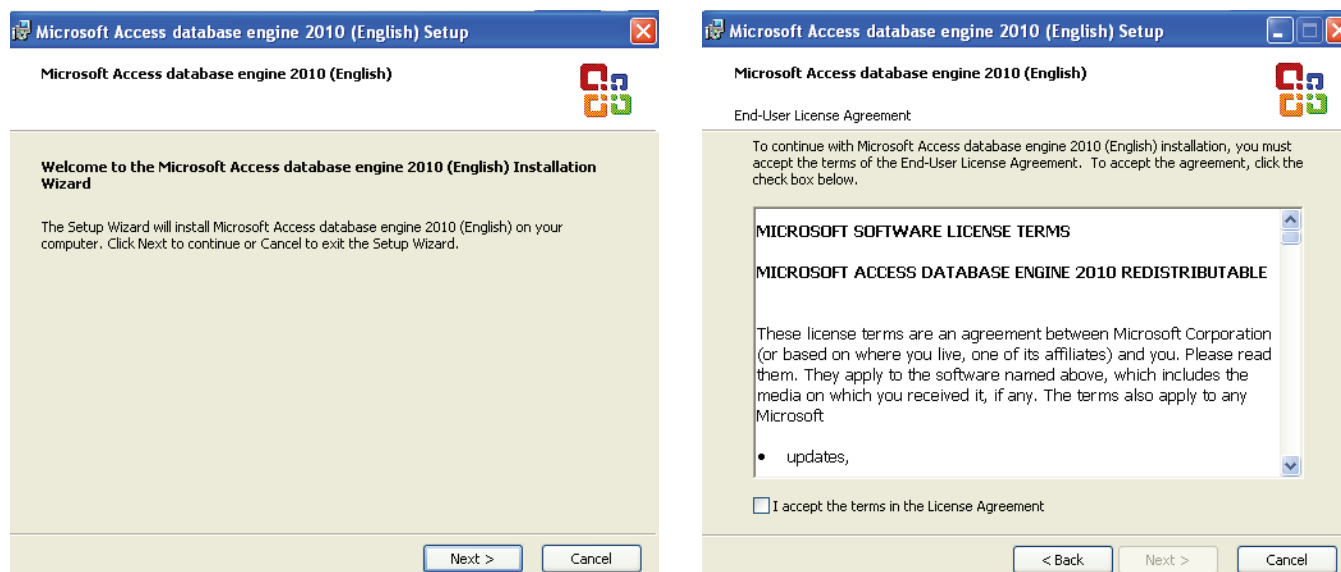 Microsoft Access database engine 2010 (English) Setup
Microsoft Access database engine 2010 (English)
Welcome to the Microsoft Access database engine 2010 (English) Installation
Wizard
The Setup Wizard will install Microsoft Access database engine 2010 (English) on your
computer. Click Next to continue or Cancel to exit the Setup Wizard.
Next >
Cancel
Microsoft Access database engine 2010 (English) Setup
Microsoft Access database engine 2010 (English)
End-User License Agreement
To continue with Microsoft Access database engine 2010 (English) installation, you must
accept the terms of the End-User License Agreement. To accept the agreement, click the
check box below.
MICROSOFT SOFTWARE LICENSE TERMS
MICROSOFT ACCESS DATABASE ENGINE 2010 REDISTRIBUTABLE
These license terms are an agreement between Microsoft Corporation
(or based on where you live, one of its affiliates) and you. Please read
them. They apply to the software named above, which includes the
media on which you received it, if any. The terms also apply to any
Microsoft
• updates,
I accept the terms in the License Agreement
< Back
Next >
Cancel